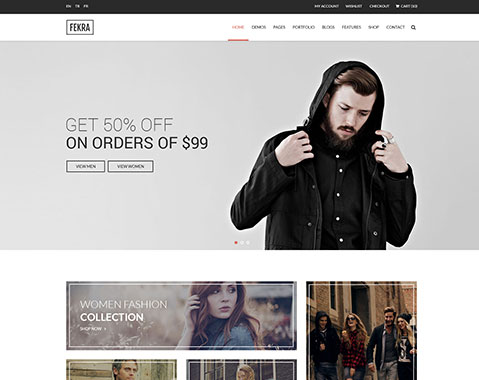 EN TR FR
MY ACCOUNT WISHLIST CHECKOUT CART (10)
FEKRA
HOME DEMOS PAGES PORTFOLIO BLOGS FEATURES SHOP CONTACT
GET 50% OFF
ON ORDERS OF $99
VIEW MEN VIEW WOMEN
WOMEN FASHION
COLLECTION
SHOP NOW >